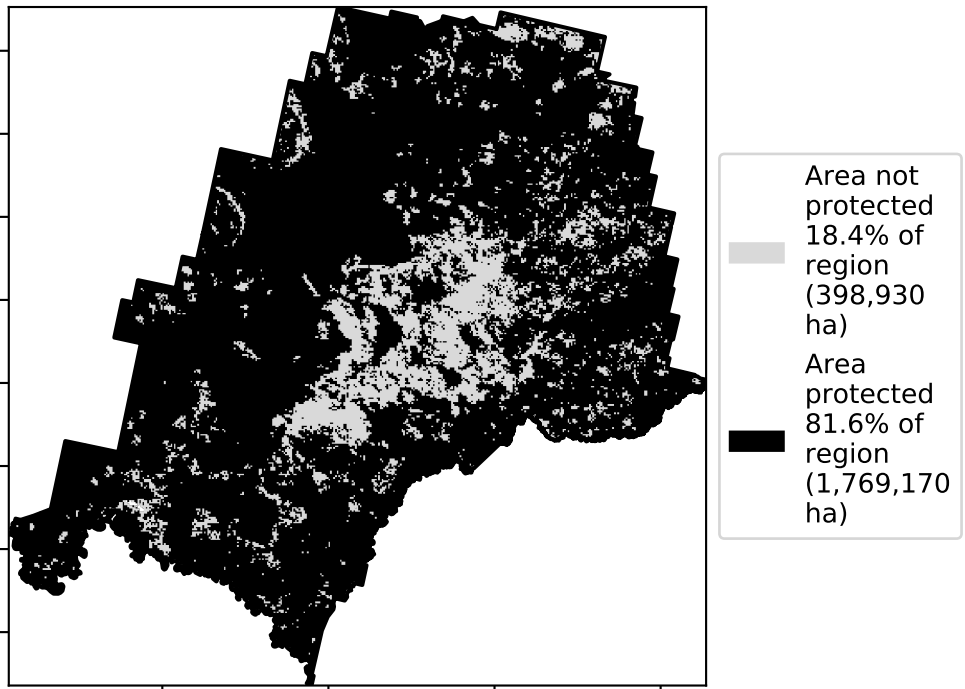 Area not
protected
18.4% of
region
(398,930
ha)
Area
protected
81.6% of
region
(1,769,170
ha)